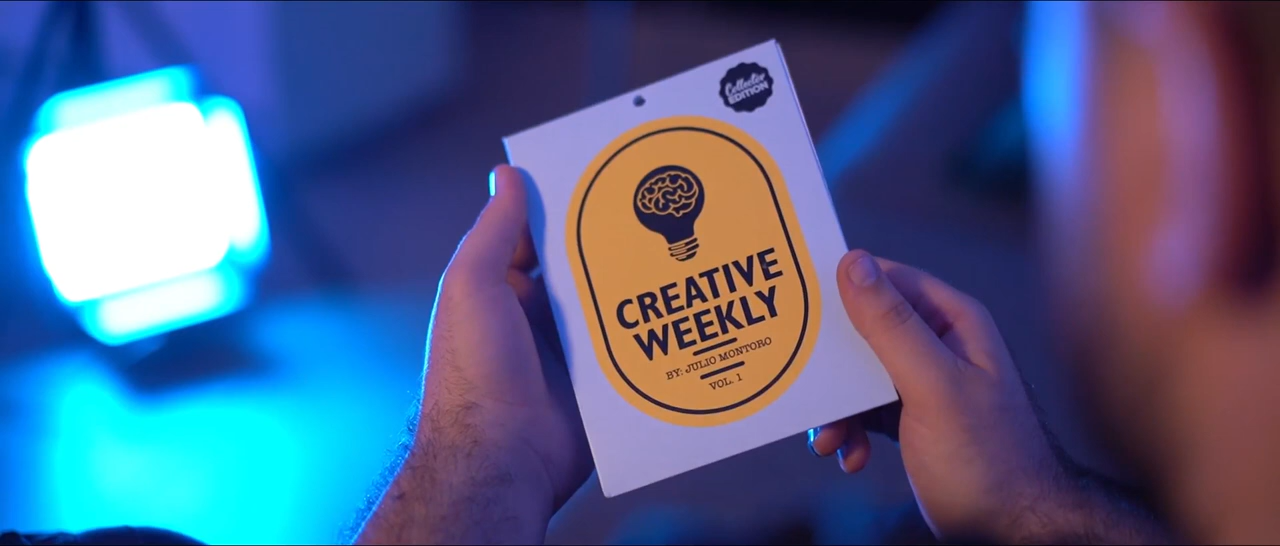 Collector
EDITION
CREATIVE
WEEKLY
BY: JULIO MONTORO
VOL. 1